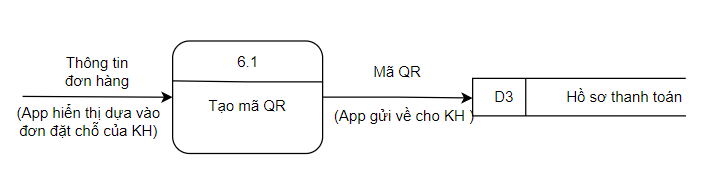 Thông tin
đơn hàng
(App hiển thị dựa vào
đơn đặt chỗ của KH)
6.1
Tạo mã QR
Mã QR
(App gửi về cho KH )
D3
Hồ sơ thanh toán